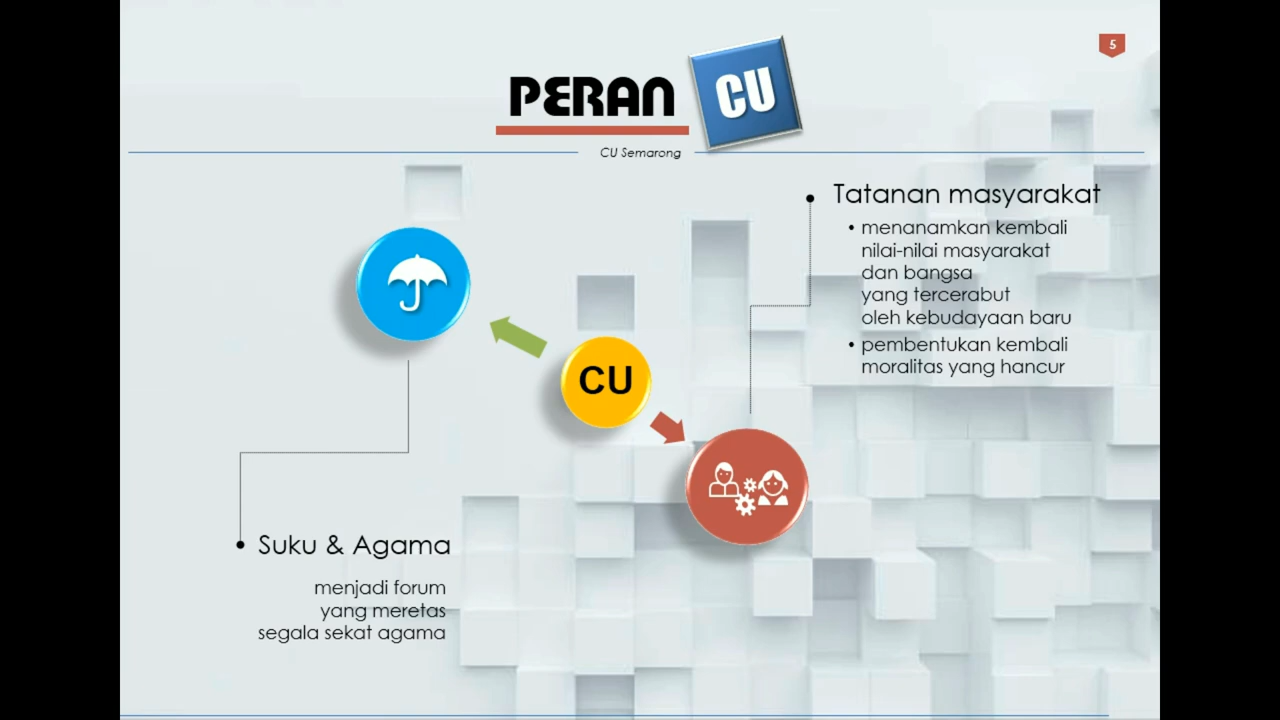 5
PERAN CU
CU Semarong
Tatanan masyarakat
• menanamkan kembali
nilai-nilai masyarakat
dan bangsa
yang tercerabut
oleh kebudayaan baru
• pembentukan kembali
moralitas yang hancur
CU
Suku & Agama
menjadi forum
yang meretas
segala sekat agama